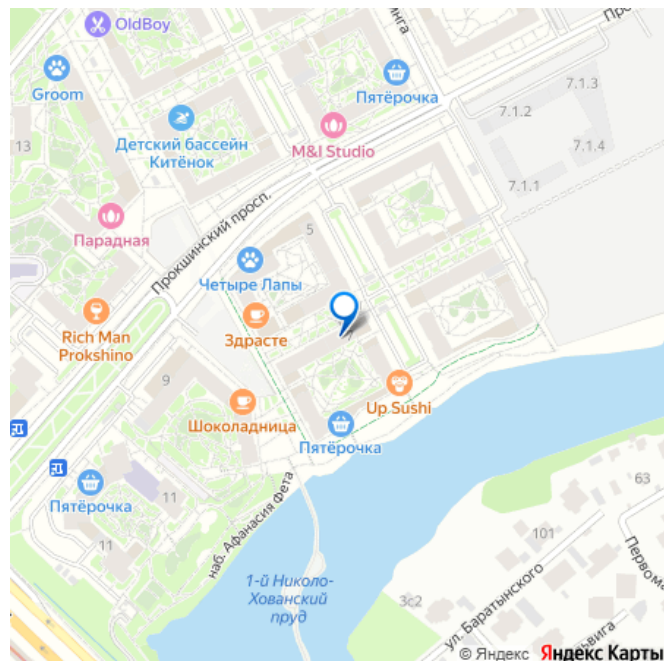 OldBoy
Groom
Пятёрочка
7.1.3
7.1.2
Детский бассейн
Китёнок
13
M&I Studio
7.1.4
7.1.1
Парадная
Прокшинский просп.
5
Четыре Лапы
Rich Man
Prokshino
Здрасте
9
Up Sushi
Шоколадница
Пятёрочка
Пятёрочка
11
11
наб. Афанасия Фета
63
101
1-й Николо-
Хованский
пруд
3с2
ул. Баратынского
© Яндекс Яндекс Карты